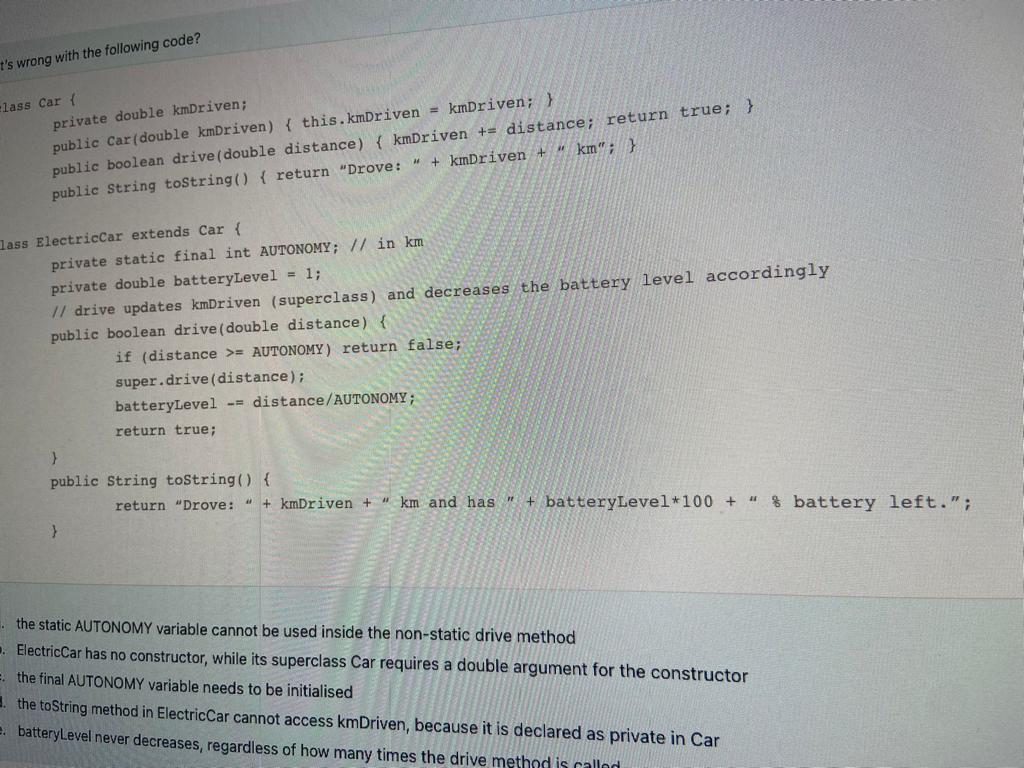 t's wrong with the following code?
lass Car {
private double kmDriven;
public Car(double kmDriven) { this.kmDriven = kmDriven; }
public boolean drive(double distance) { kmDriven += distance; return true; }
public String toString() { return “Drove: “ + kmDriven + “ km”; }
lass ElectricCar extends Car {
private static final int AUTONOMY; // in km
private double batteryLevel = 1;
// drive updates kmDriven (superclass) and decreases the battery level accordingly
public boolean drive(double distance) {
if (distance >= AUTONOMY) return false;
super.drive(distance);
batteryLevel -= distance/AUTONOMY;
return true;
}
public String toString() {
return “Drove: “ + kmDriven + “ km and has ” + batteryLevel*100 + “ % battery left.”;
}
. the static AUTONOMY variable cannot be used inside the non-static drive method
. ElectricCar has no constructor, while its superclass Car requires a double argument for the constructor
. the final AUTONOMY variable needs to be initialised
. the toString method in ElectricCar cannot access kmDriven, because it is declared as private in Car
. batteryLevel never decreases, regardless of how many times the drive method is called